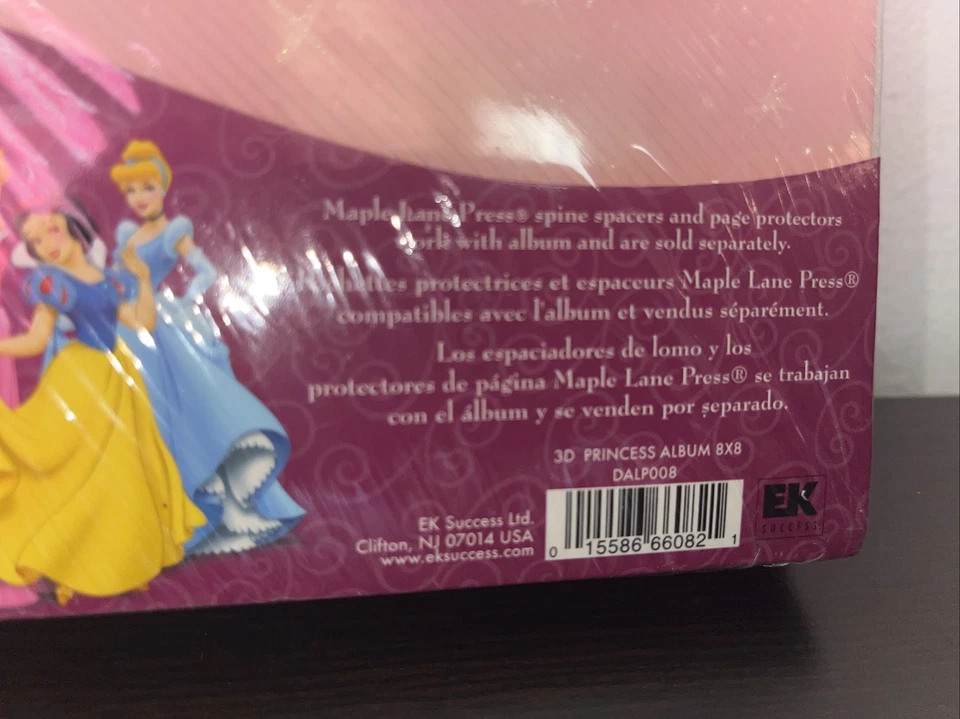 Maple Lane Press® spine spacers and page protectors
work with album and are sold separately.
protectrices et espaceurs Maple Lane Press®
compatibles avec l'album et vendus séparément.
Los espaciadores de lomo y los
protectores de página Maple Lane Press® se trabajan
con el álbum y se venden por separado.
3D PRINCESS ALBUM 8X8
DALP008
EK Success Ltd.
Clifton, NJ 07014 USA
www.eksuccess.com
0 15586 66082 1
EK
SUCCESS